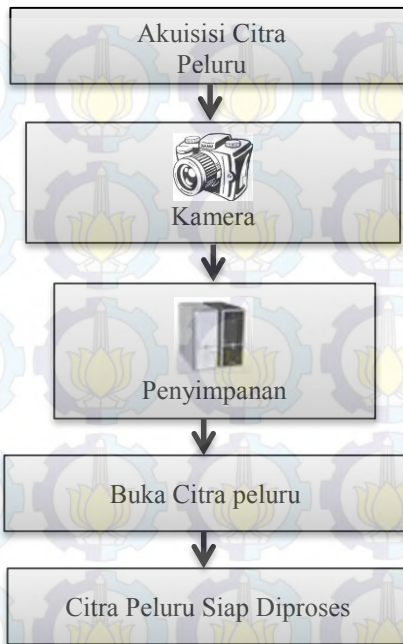 Akuisisi Citra
Peluru
Kamera
Penyimpanan
Buka Citra peluru
Citra Peluru Siap Diproses